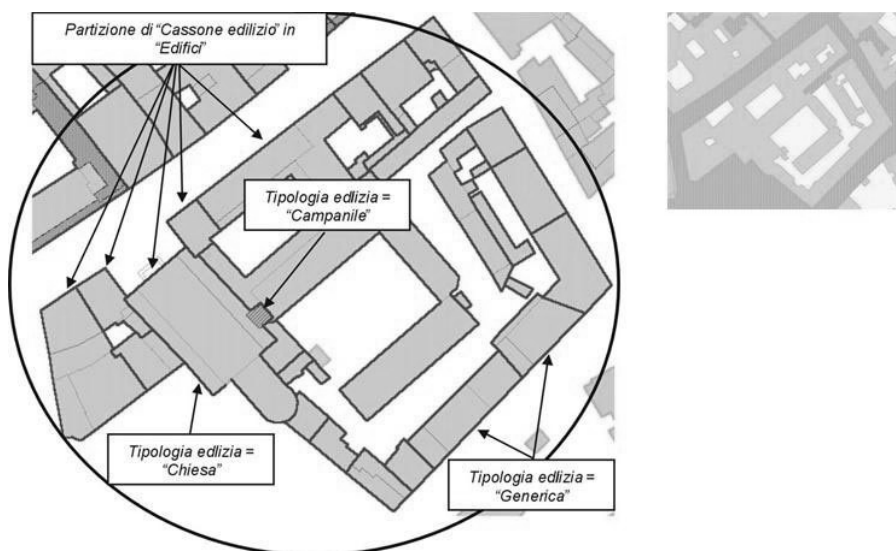 Partizione di “Cassone edilizio” in
“Edifici”
Tipologia edlizia =
“Campanile”
Tipologia edlizia =
“Chiesa”
Tipologia edlizia =
“Generica”